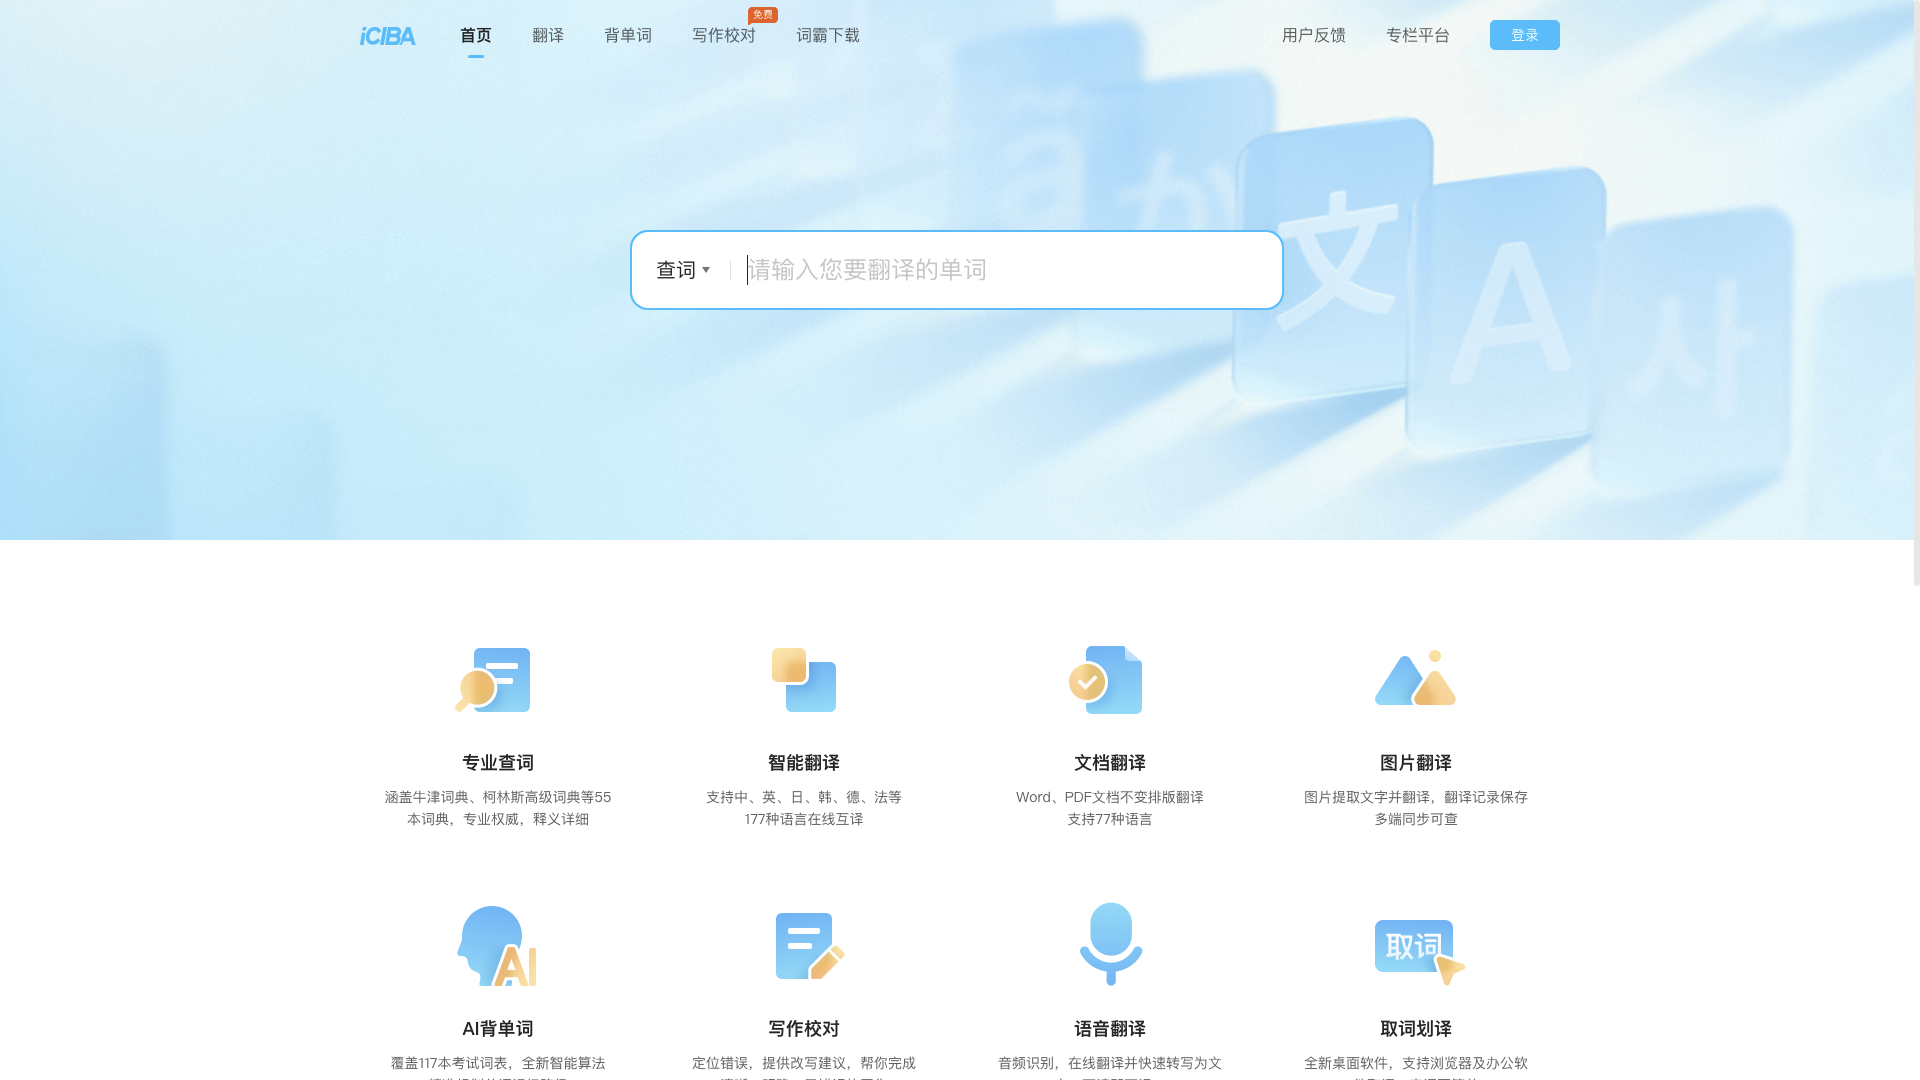 iCIBA 首页 翻译 背单词 写作校对 免费 词霸下载 用户反馈 专栏平台 登录
ã か 文 A 사
查词 请输入您要翻译的单词
专业查词 智能翻译 文档翻译 图片翻译
涵盖牛津词典、柯林斯高级词典等55 支持中、英、日、韩、德、法等 Word、PDF文档不变排版翻译 图片提取文字并翻译，翻译记录保存
本词典，专业权威，释义详细 177种语言在线互译 支持77种语言 多端同步可查
AI
取词
AI背单词 写作校对 语音翻译 取词划译
覆盖117本考试词表，全新智能算法 定位错误，提供改写建议，帮你完成 音频识别，在线翻译并快速转写为文 全新桌面软件，支持浏览器及办公软